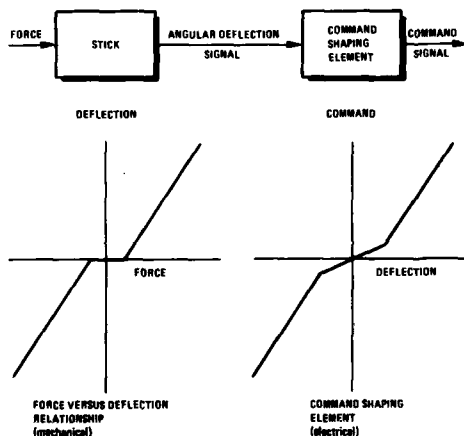 FORCE
STICK
ANGULAR DEFLECTION
SIGNAL
COMMAND
SHAPING
ELEMENT
COMMAND
SIGNAL
DEFLECTION
COMMAND
FORCE
DEFLECTION
FORCE VERSUS DEFLECTION
RELATIONSHIP
(mechanical)
COMMAND SHAPING
ELEMENT
(electrical)